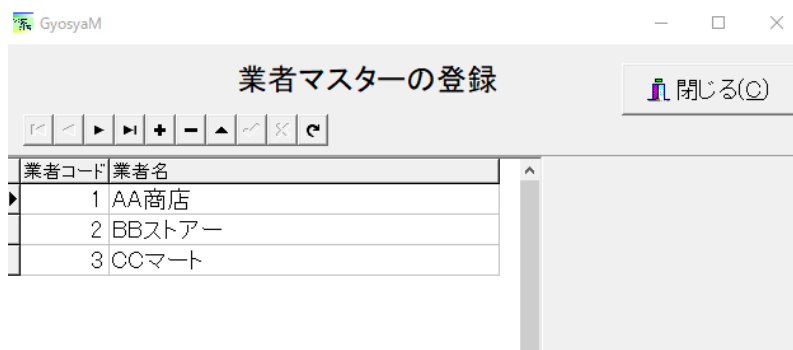 GyosyaM
業者マスターの登録
閉じる(C)
業者コード 業者名
1 AA商店
2 BBストアー
3 CCマート